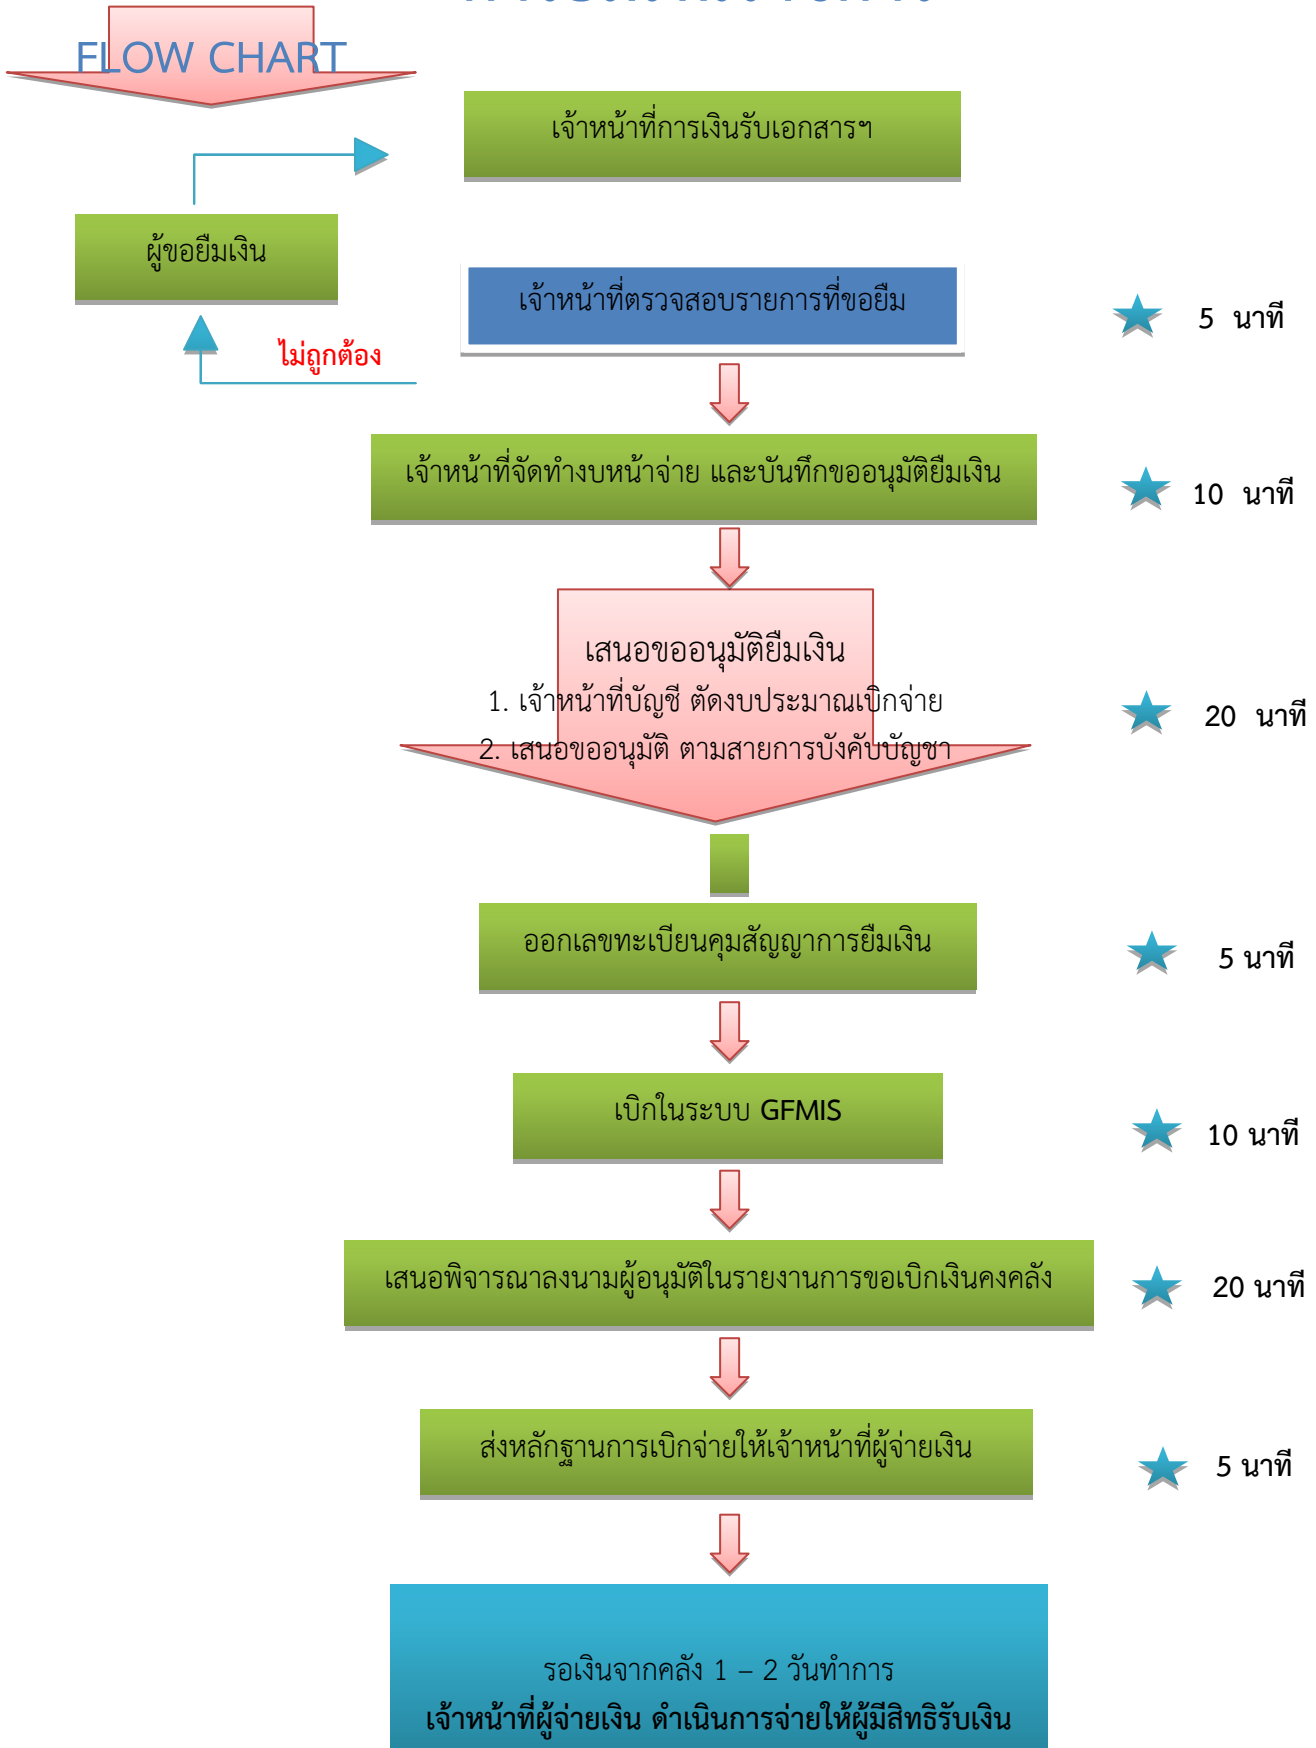 FLOW CHART
เจ้าหน้าที่การเงินรับเอกสารฯ
ผู้ขอยืมเงิน
เจ้าหน้าที่ตรวจสอบรายการที่ขอยืม
5 นาที
ไม่ถูกต้อง
เจ้าหน้าที่จัดทำงบหน้าจ่าย และบันทึกขออนุมัติยืมเงิน
10 นาที
เสนอขออนุมัติยืมเงิน
1. เจ้าหน้าที่บัญชี ตัดงบประมาณเบิกจ่าย
20 นาที
2. เสนอขออนุมัติ ตามสายการบังคับบัญชา
ออกเลขทะเบียนคุมสัญญาการยืมเงิน
5 นาที
เบิกในระบบ GFMIS
10 นาที
เสนอพิจารณาลงนามผู้อนุมัติในรายงานการขอเบิกเงินคงคลัง
20 นาที
ส่งหลักฐานการเบิกจ่ายให้เจ้าหน้าที่ผู้จ่ายเงิน
5 นาที
รอเงินจากคลัง 1 – 2 วันทำการ
เจ้าหน้าที่ผู้จ่ายเงิน ดำเนินการจ่ายให้ผู้มีสิทธิรับเงิน